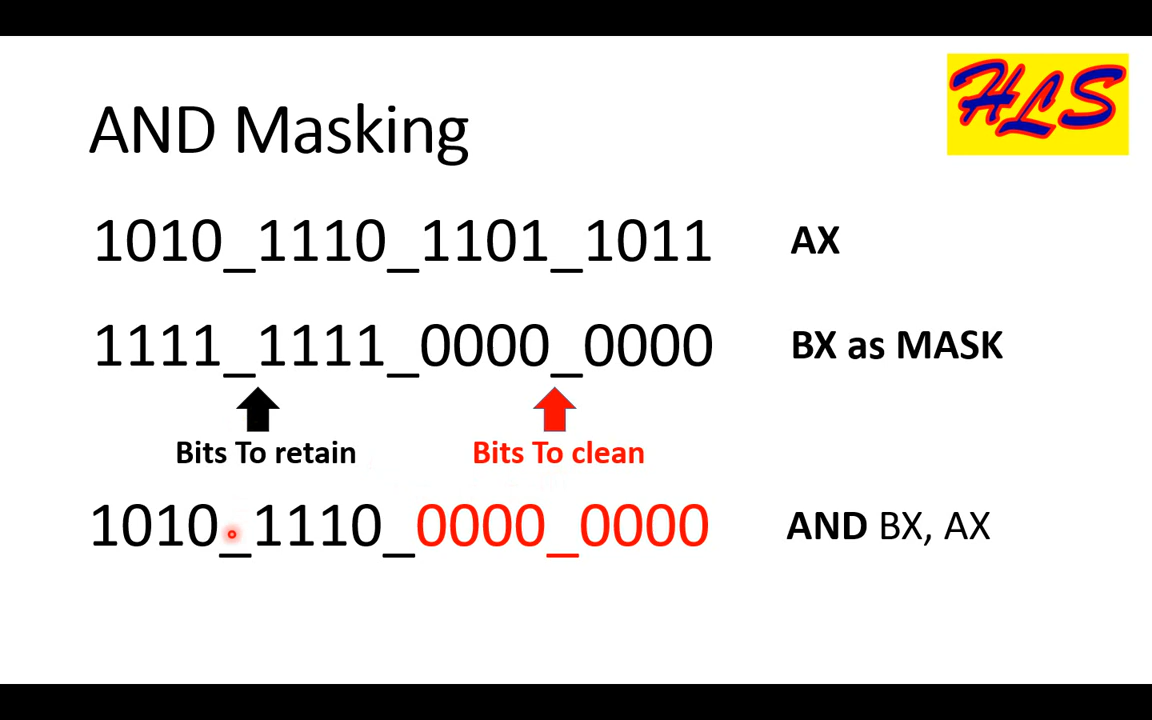 HLS
AND Masking
1010_1110_1101_1011 AX
1111_1111_0000_0000 BX as MASK
Bits To retain Bits To clean
1010_1110_0000_0000 AND BX, AX